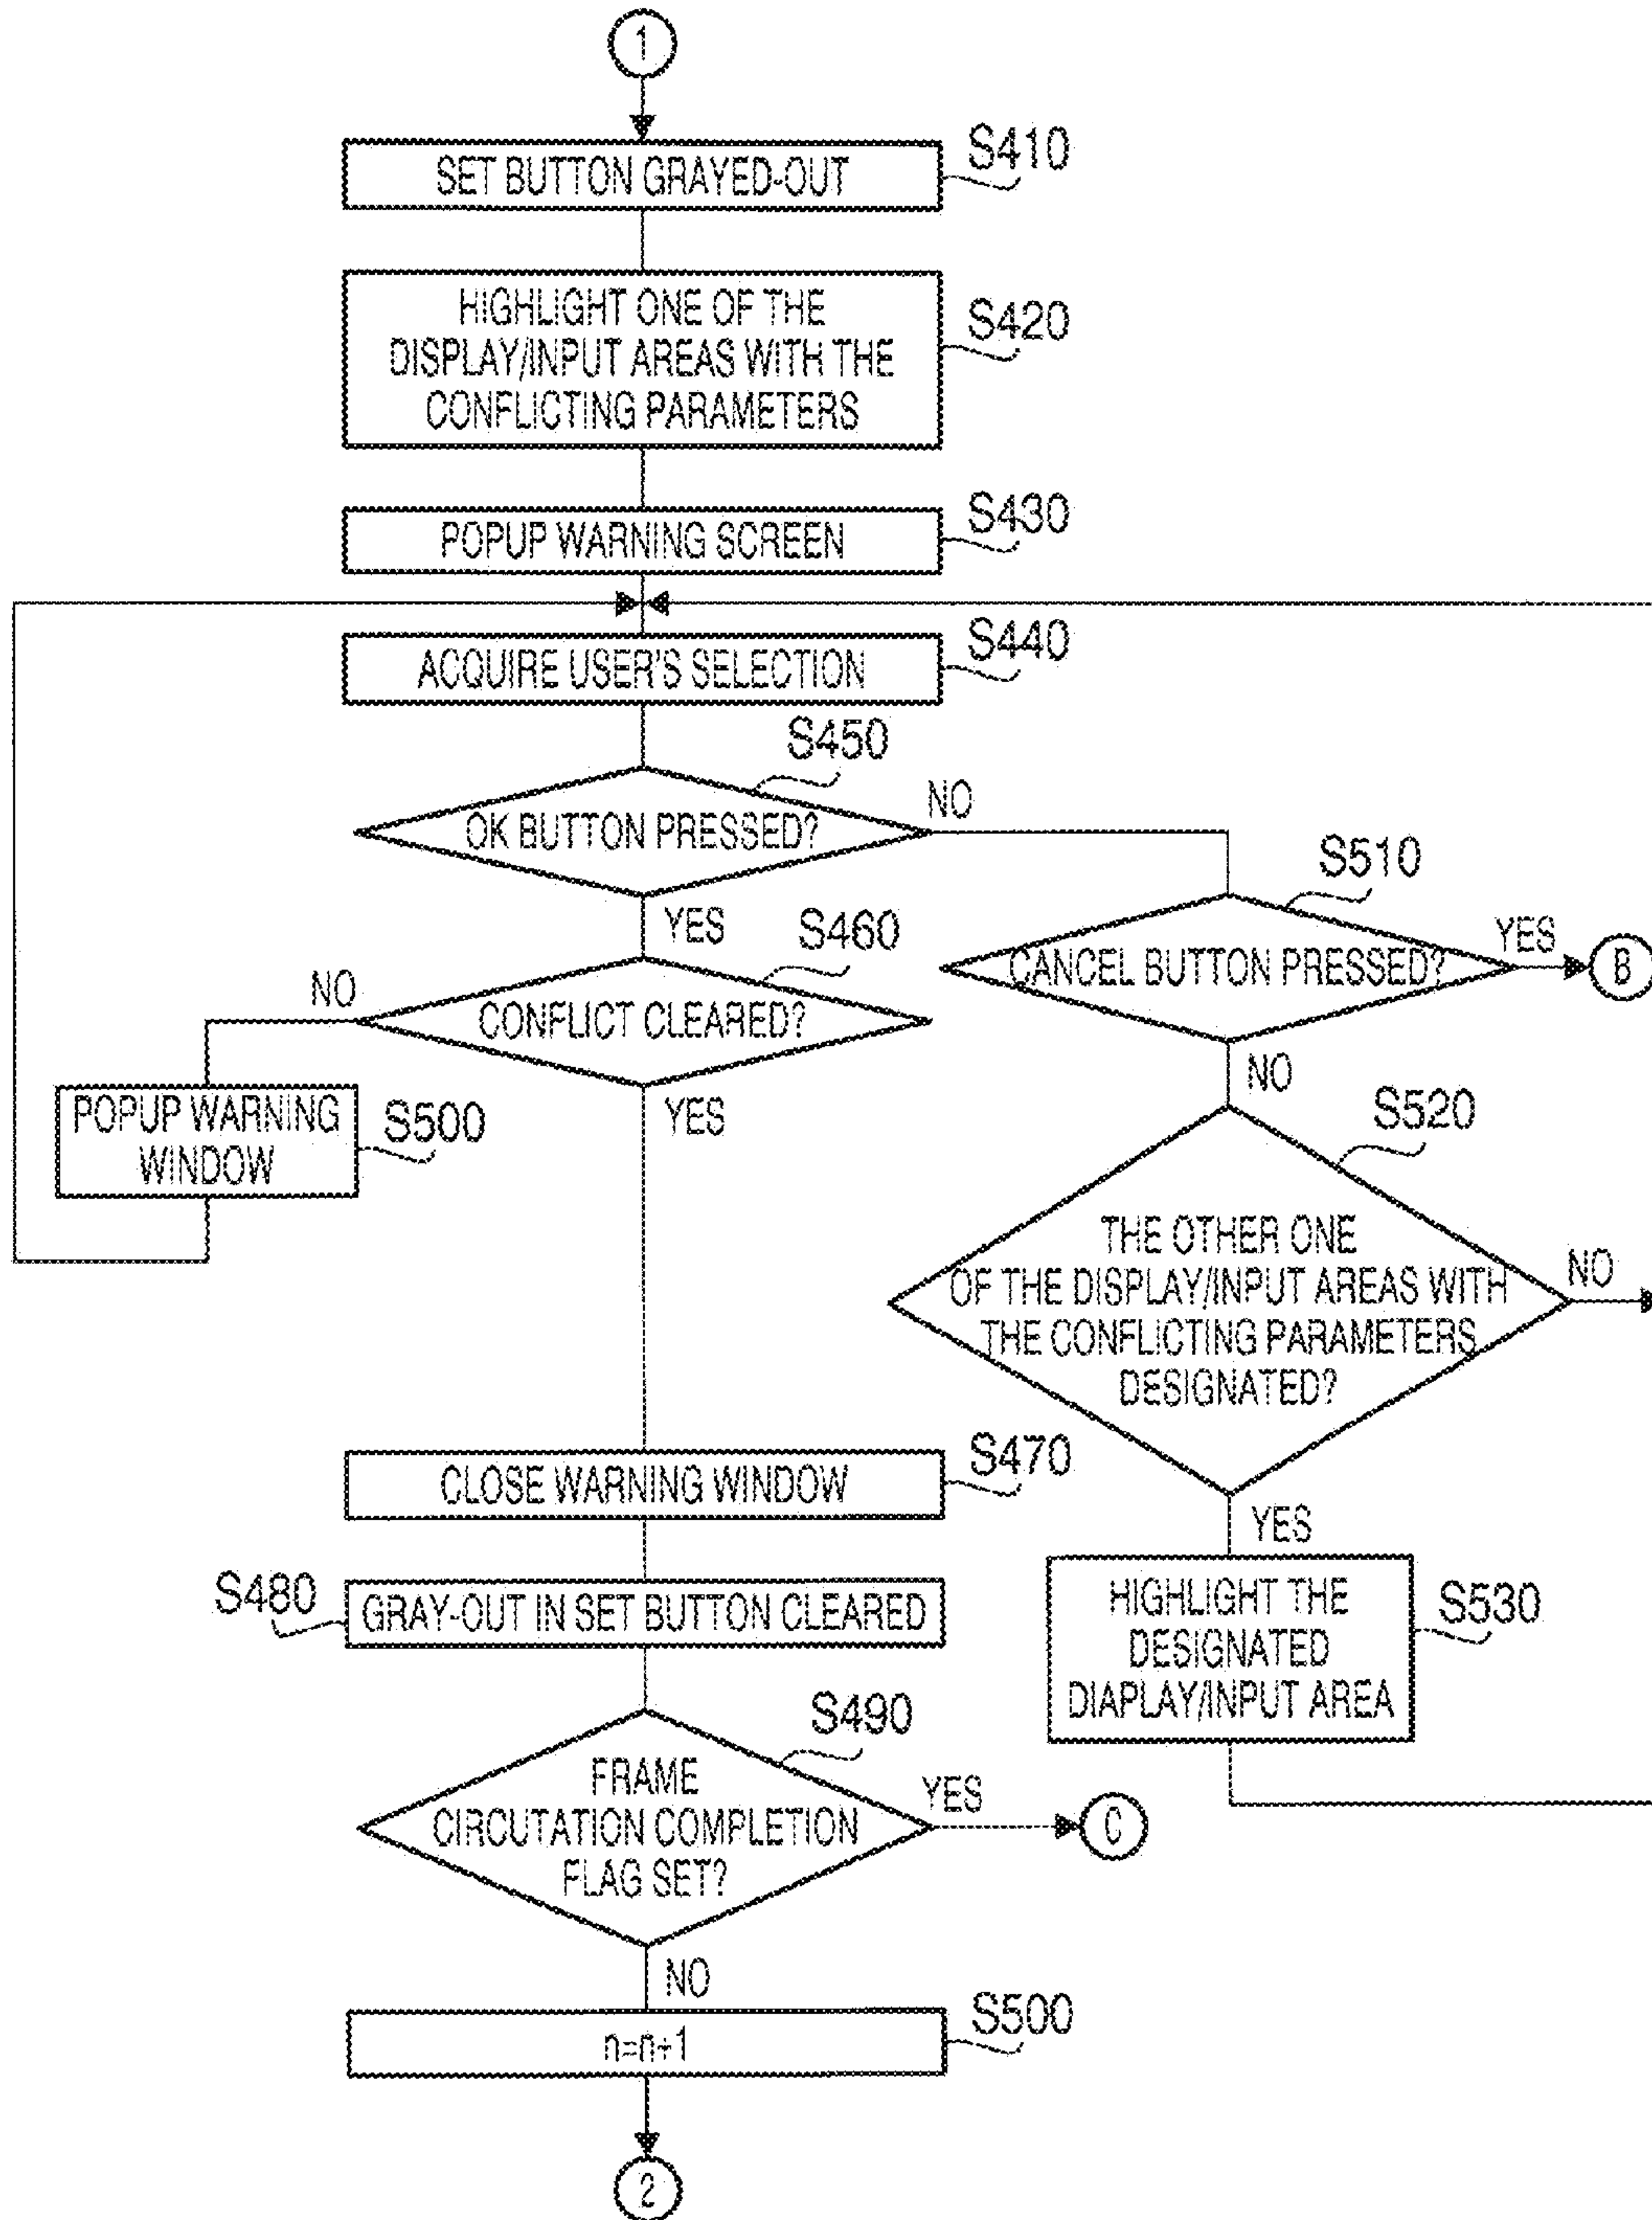 1
SET BUTTON GRAYED-OUT
S410
HIGHLIGHT ONE OF THE
DISPLAY/INPUT AREAS WITH THE
CONFLICTING PARAMETERS
S420
POPUP WARNING SCREEN
S430
ACQUIRE USER'S SELECTION
S440
S450
OK BUTTON PRESSED?
NO
YES
S510
CANCEL BUTTON PRESSED?
YES
B
NO
S460
CONFLICT CLEARED?
NO
YES
POPUP WARNING
WINDOW
S500
S520
THE OTHER ONE
OF THE DISPLAY/INPUT AREAS WITH
THE CONFLICTING PARAMETERS
DESIGNATED?
NO
YES
CLOSE WARNING WINDOW
S470
S480
GRAY-OUT IN SET BUTTON CLEARED
HIGHLIGHT THE
DESIGNATED
DIAPLAY/INPUT AREA
S530
S490
FRAME
CIRCUTATION COMPLETION
FLAG SET?
YES
C
NO
n=n+1
S500
2